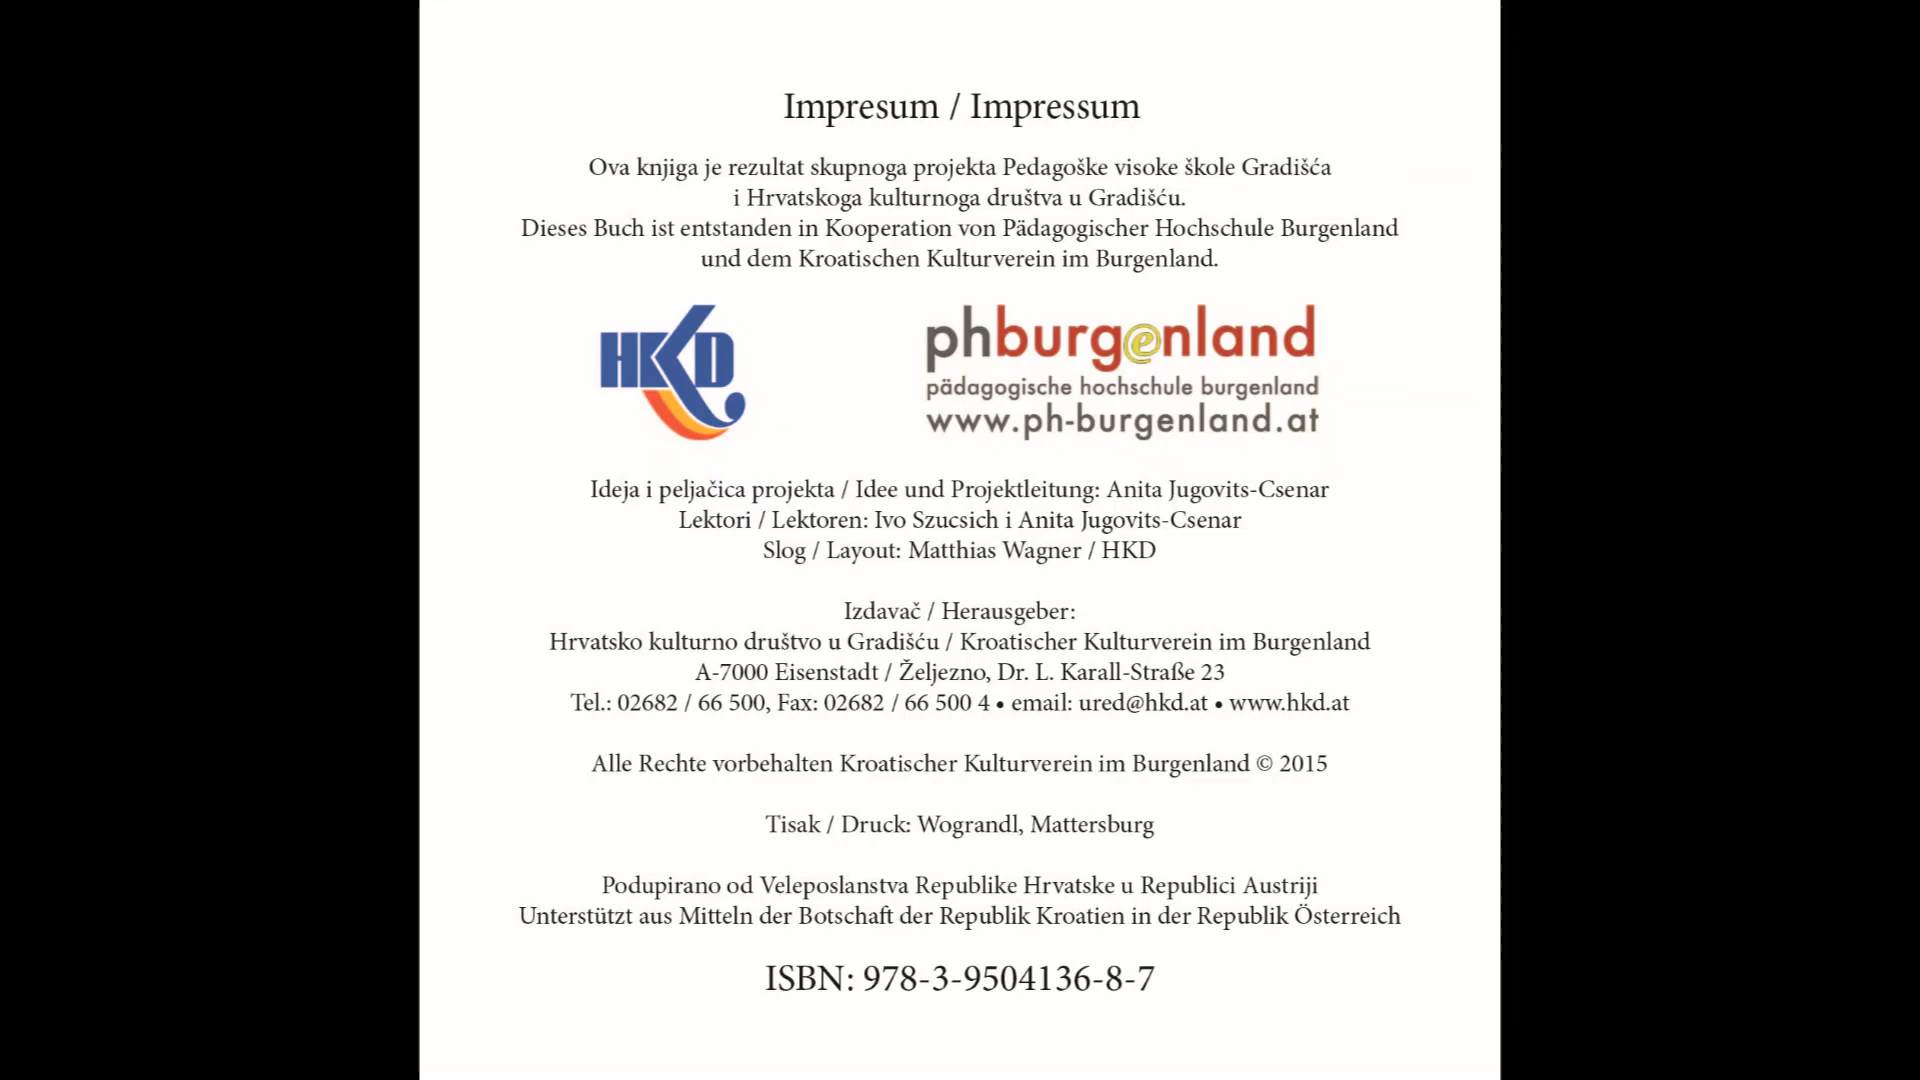 Impresum / Impressum
Ova knjiga je rezultat skupnoga projekta Pedagoške visoke škole Gradišća
i Hrvatskoga kulturnoga društva u Gradišću.
Dieses Buch ist entstanden in Kooperation von Pädagogischer Hochschule Burgenland
und dem Kroatischen Kulturverein im Burgenland.
HKD
phburgenland
pädagogische hochschule burgenland
www.ph-burgenland.at
Ideja i peljačica projekta / Idee und Projektleitung: Anita Jugovits-Csenar
Lektori / Lektoren: Ivo Szucsich i Anita Jugovits-Csenar
Slog / Layout: Matthias Wagner / HKD
Izdavač / Herausgeber:
Hrvatsko kulturno društvo u Gradišću / Kroatischer Kulturverein im Burgenland
A-7000 Eisenstadt / Željezno, Dr. L. Karall-Straße 23
Tel.: 02682 / 66 500, Fax: 02682 / 66 500 4 • email: ured@hkd.at • www.hkd.at
Alle Rechte vorbehalten Kroatischer Kulturverein im Burgenland © 2015
Tisak / Druck: Wograndl, Mattersburg
Podupirano od Veleposlanstva Republike Hrvatske u Republici Austriji
Unterstützt aus Mitteln der Botschaft der Republik Kroatien in der Republik Österreich
ISBN: 978-3-9504136-8-7